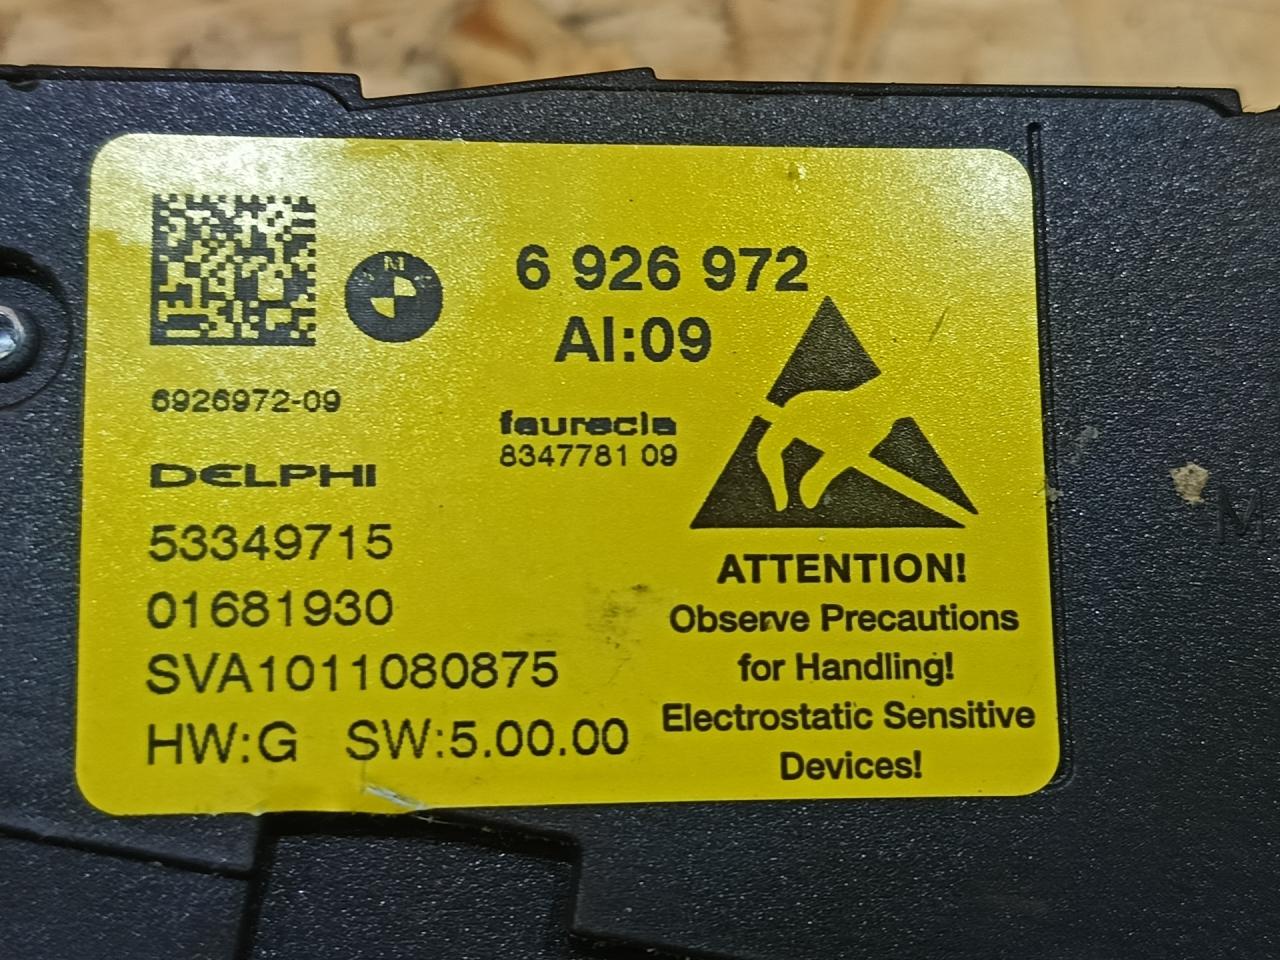 6 926 972
AI:09
6926972-09
faurecia
8347781 09
DELPHI
53349715
01681930
SVA1011080875
HW:G SW:5.00.00
ATTENTION!
Observe Precautions
for Handling!
Electrostatic Sensitive
Devices!